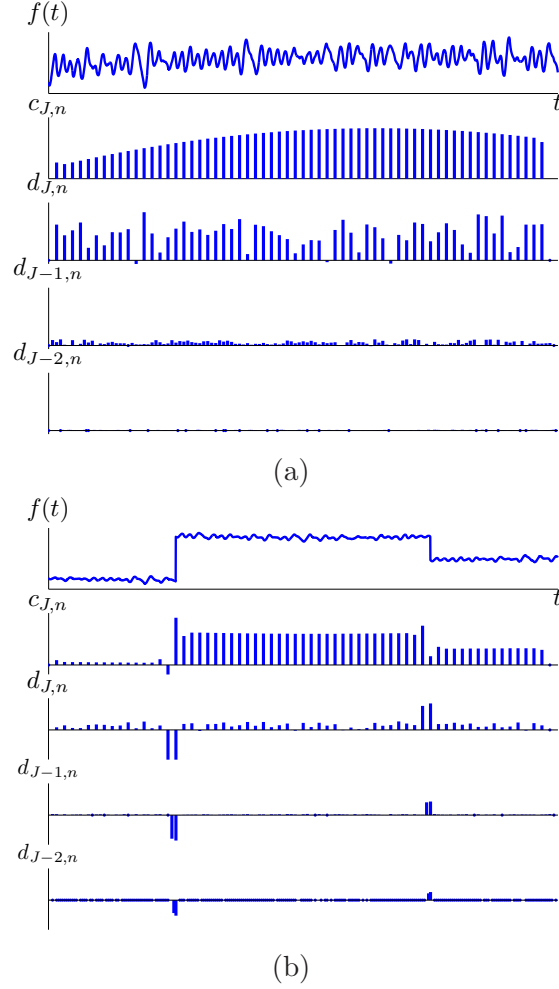 f(t)
t
c_{J,n}
d_{J,n}
d_{J−1,n}
d_{J−2,n}
(a)
f(t)
t
c_{J,n}
d_{J,n}
d_{J−1,n}
d_{J−2,n}
(b)